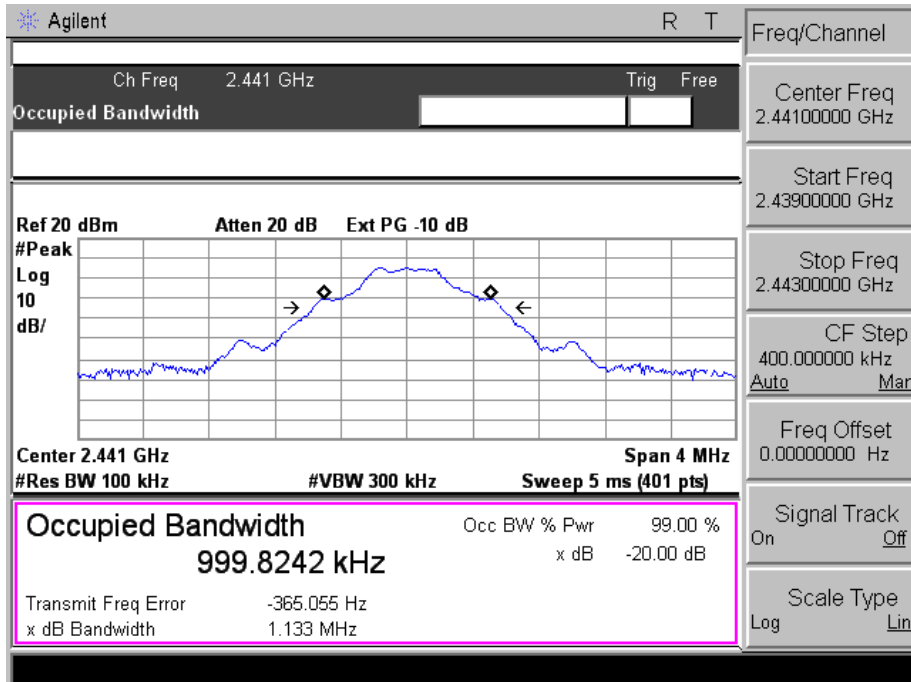 Agilent R T
Ch Freq 2.441 GHz Trig Free
Occupied Bandwidth
Ref 20 dBm Atten 20 dB Ext PG -10 dB
#Peak
Log
10
dB/
Center 2.441 GHz Span 4 MHz
#Res BW 100 kHz #VBW 300 kHz Sweep 5 ms (401 pts)
Occupied Bandwidth Occ BW % Pwr 99.00 %
999.8242 kHz x dB -20.00 dB
Transmit Freq Error -365.055 Hz
x dB Bandwidth 1.133 MHz
Freq/Channel
Center Freq
2.44100000 GHz
Start Freq
2.43900000 GHz
Stop Freq
2.44300000 GHz
CF Step
400.000000 kHz
Auto Man
Freq Offset
0.00000000 Hz
Signal Track
On Off
Scale Type
Log Lin